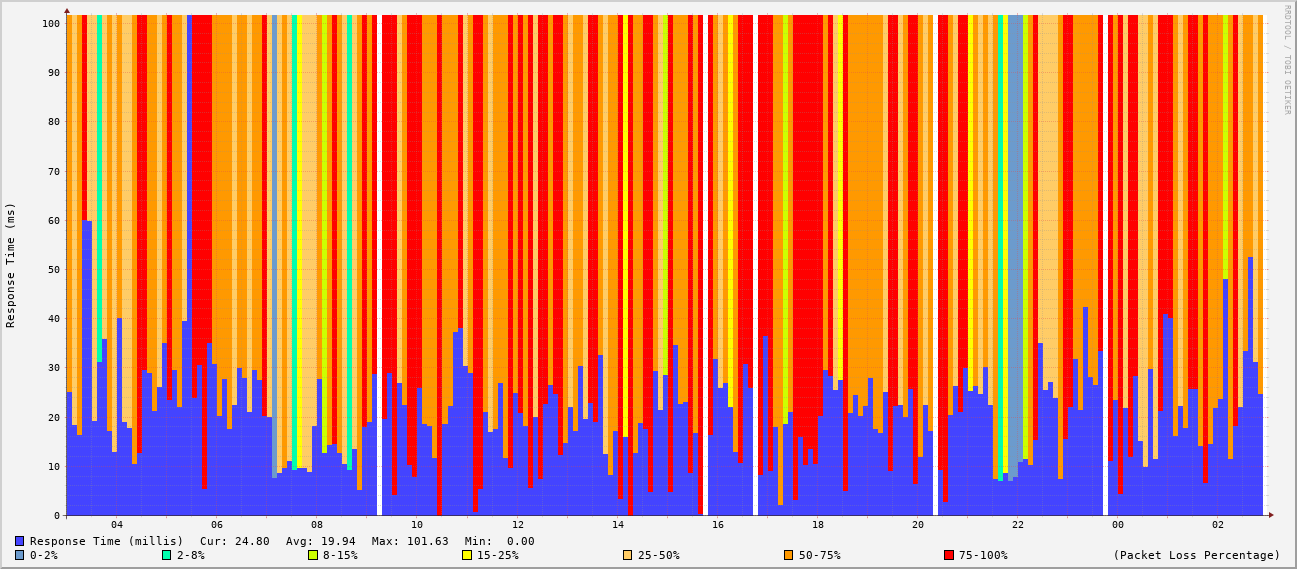 RRDTOOL / TOBI OETIKER
Response Time (ms)
100
90
80
70
60
50
40
30
20
10
0
04 06 08 10 12 14 16 18 20 22 00 02
Response Time (millis) Cur: 24.80 Avg: 19.94 Max: 101.63 Min: 0.00
0-2% 2-8% 8-15% 15-25% 25-50% 50-75% 75-100% (Packet Loss Percentage)